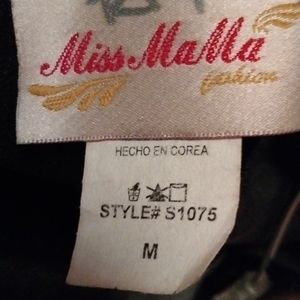 Miss MaMa
fashion
HECHO EN COREA
STYLE# S1075
M